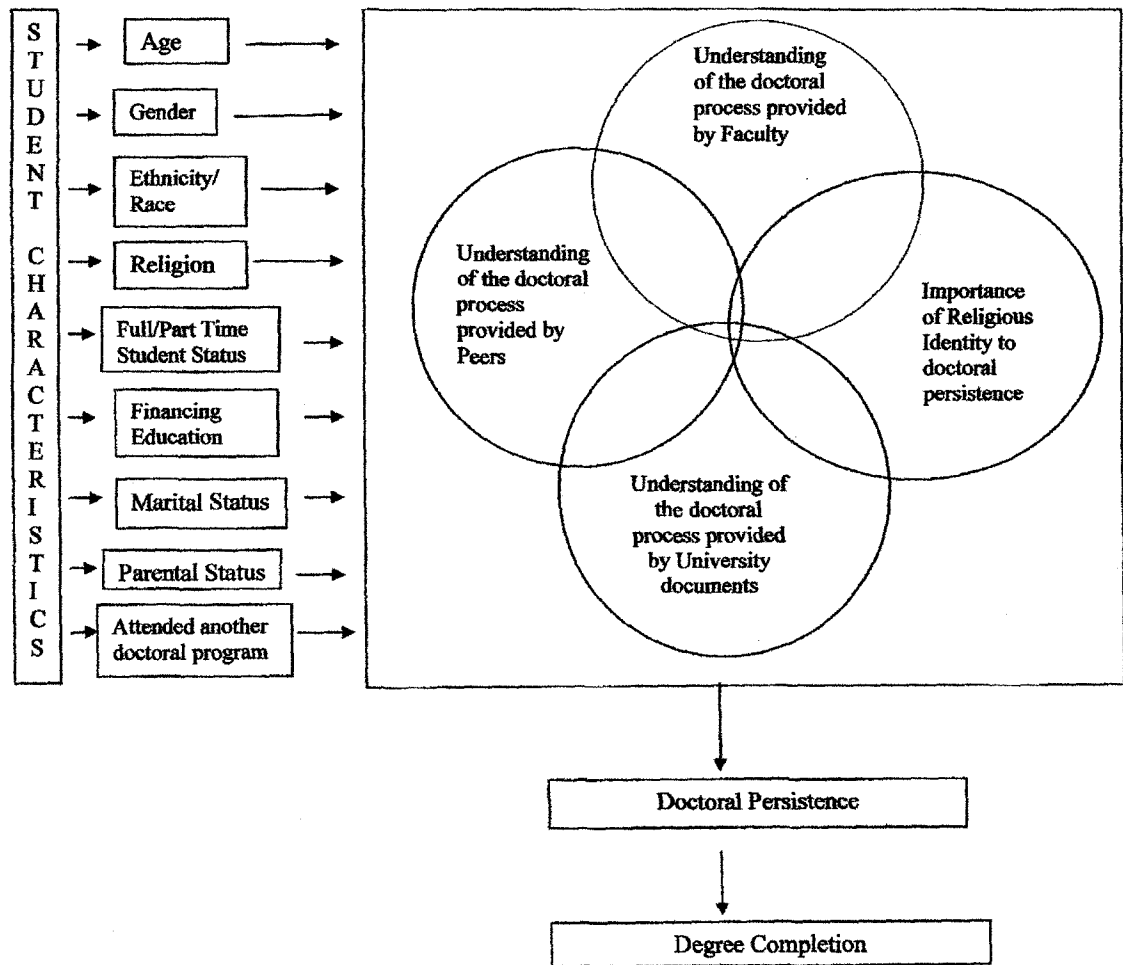 STUDENT CHARACTERISTICS
Age
Gender
Ethnicity/
Race
Religion
Full/Part Time
Student Status
Financing
Education
Marital Status
Parental Status
Attended another
doctoral program
Understanding
of the doctoral
process provided
by Faculty
Understanding
of the doctoral
process
provided by
Peers
Importance
of Religious
Identity to
doctoral
persistence
Understanding of
the doctoral
process provided
by University
documents
Doctoral Persistence
Degree Completion